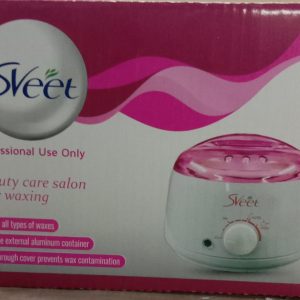 Sveet
essional Use Only
uty care salon
waxing
all types of waxes
e external aluminum container
rough cover prevents wax contamination
Sveet